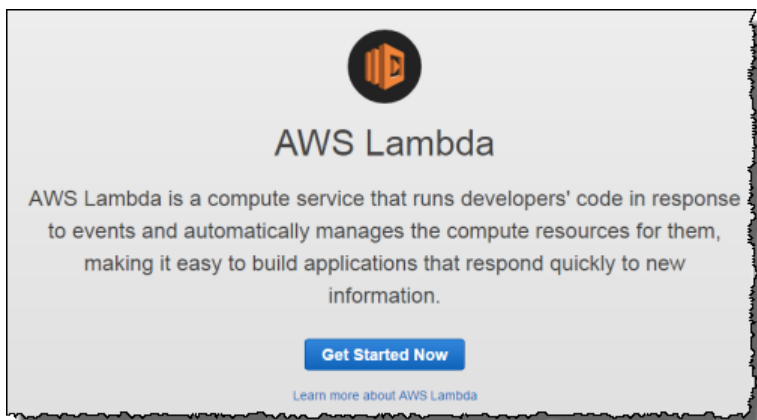 AWS Lambda
AWS Lambda is a compute service that runs developers' code in response
to events and automatically manages the compute resources for them,
making it easy to build applications that respond quickly to new
information.
Get Started Now
Learn more about AWS Lambda